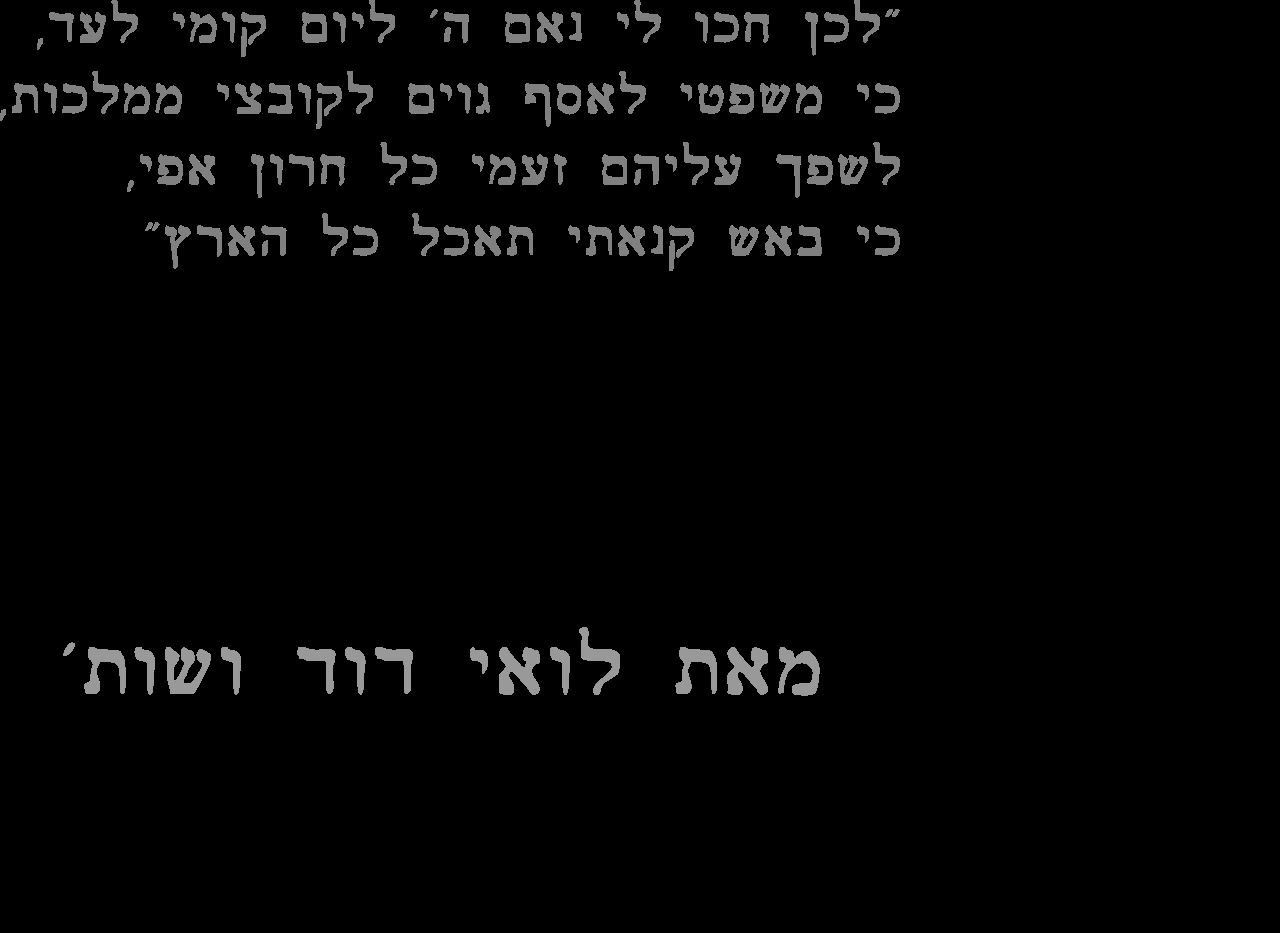 "לכן חכו לי נאם ה' ליום קומי לעד,
כי משפטי לאסף גוים לקובצי ממלכות,
לשפך עליהם זעמי כל חרון אפי,
כי באש קנאתי תאכל כל הארץ"
מאת לואי דוד ושות'